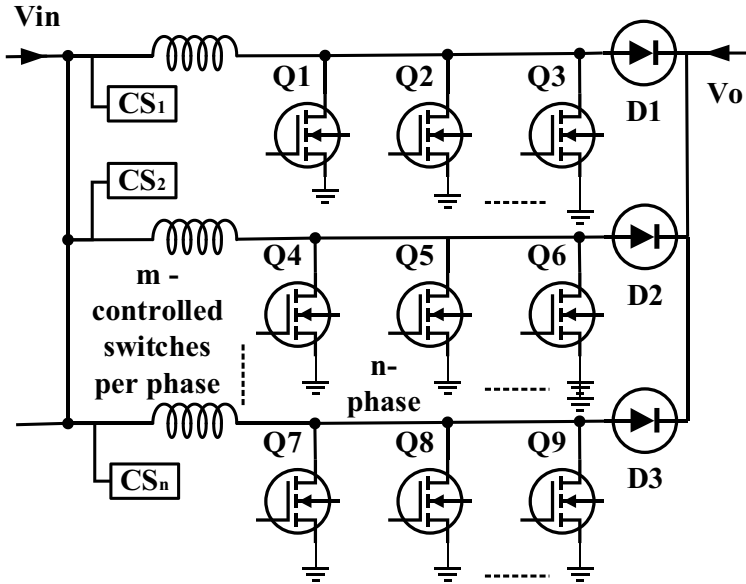 Vin
Q1 Q2 Q3
CS1
D1
Vo
CS2
Q4 Q5 Q6
D2
m -
controlled
switches
per phase
n-
phase
Q7 Q8 Q9
CSn
D3